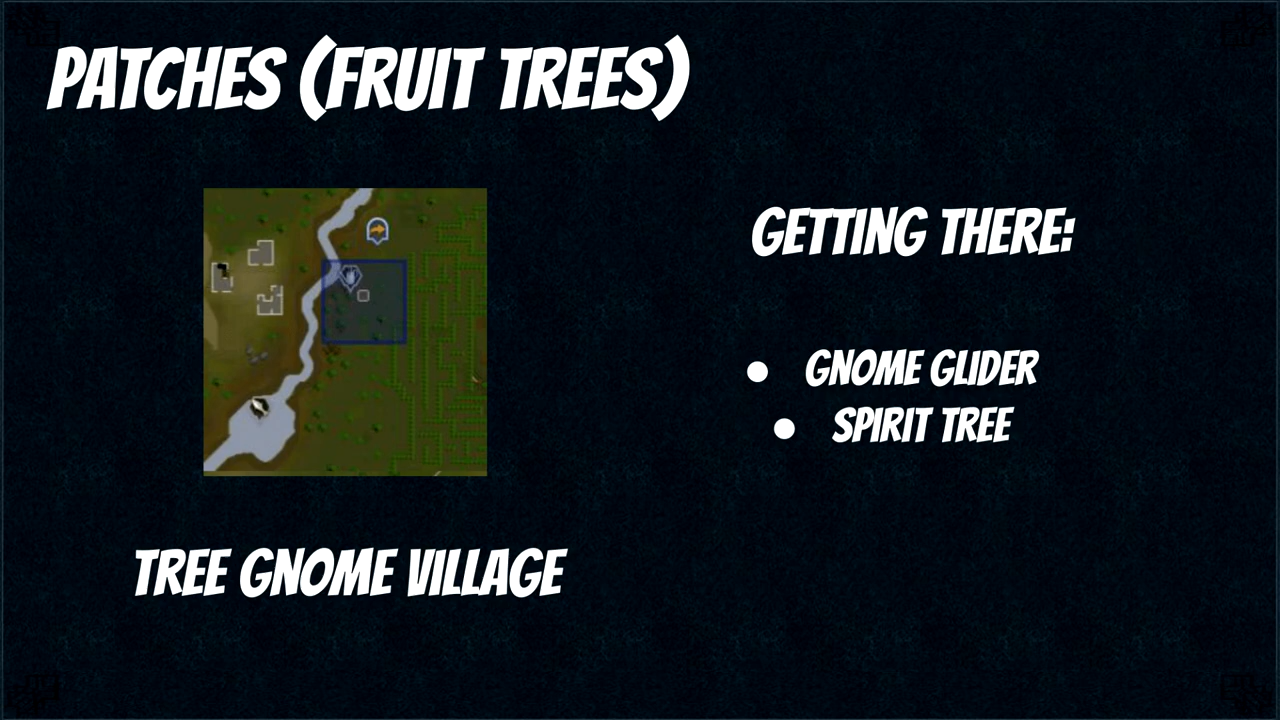 PATCHES (FRUIT TREES)
GETTING THERE:
● GNOME GLIDER
● SPIRIT TREE
TREE GNOME VILLAGE